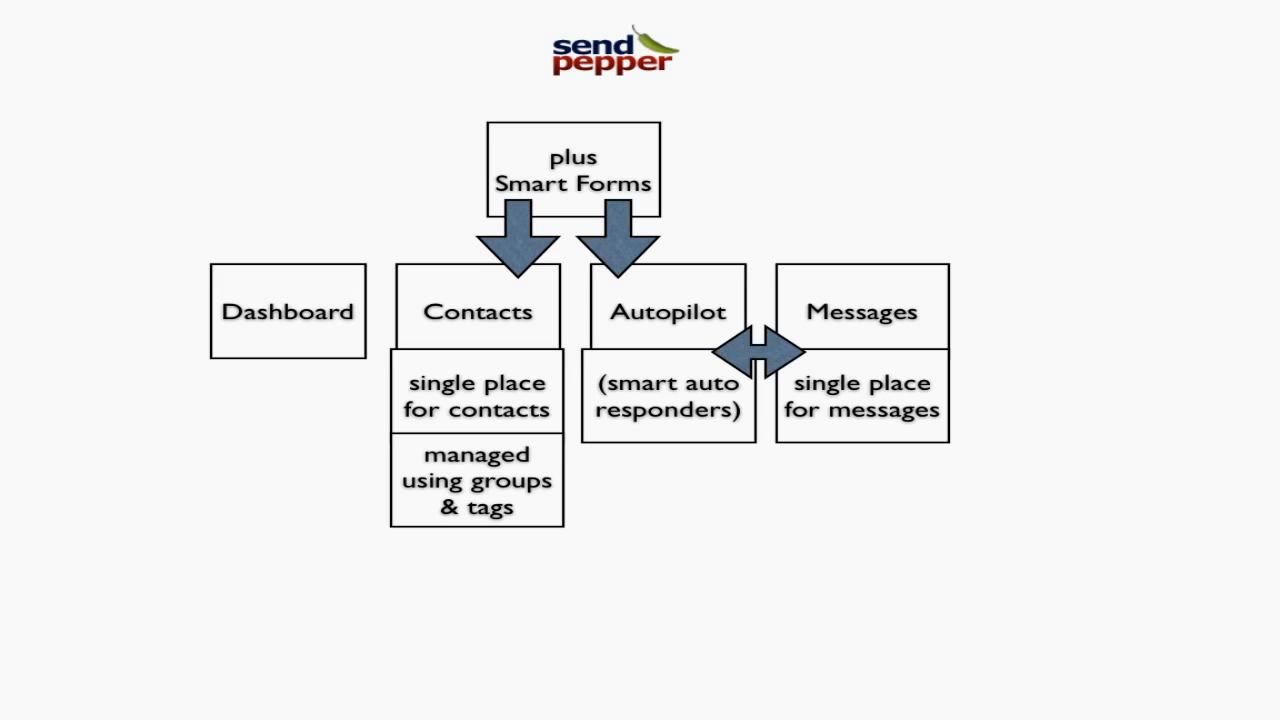 send
pepper
plus
Smart Forms
Dashboard
Contacts
Autopilot
Messages
single place
for contacts
(smart auto
responders)
single place
for messages
managed
using groups
& tags